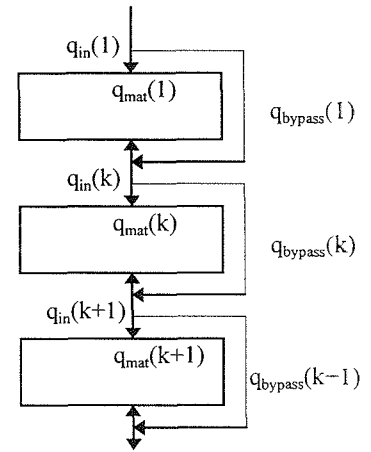 q_in(1)
q_mat(1)
q_bypass(1)
q_in(k)
q_mat(k)
q_bypass(k)
q_in(k+1)
q_mat(k+1)
q_bypass(k−1)